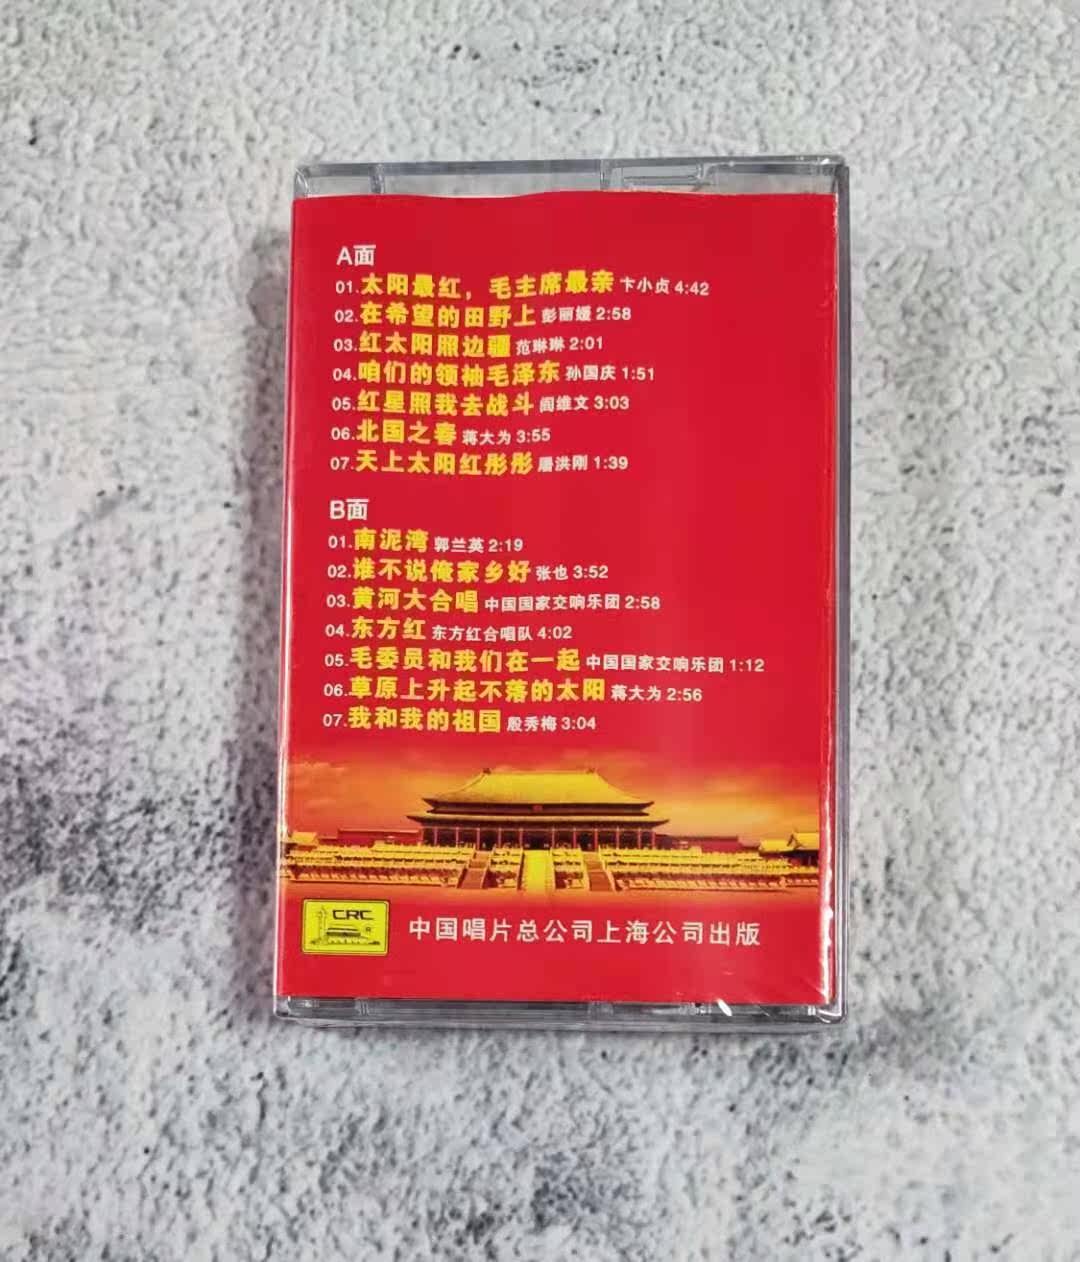 A面
01.太阳最红，毛主席最亲 卞小贞 4:42
02.在希望的田野上 彭丽媛 2:58
03.红太阳照边疆 范琳琳 2:01
04.咱们的领袖毛泽东 孙国庆 1:51
05.红星照我去战斗 阎维文 3:03
06.北国之春 蒋大为 3:55
07.天上太阳红彤彤 屠洪刚 1:39
B面
01.南泥湾 郭兰英 2:19
02.谁不说俺家乡好 张也 3:52
03.黄河大合唱 中国国家交响乐团 2:58
04.东方红 东方红合唱队 4:02
05.毛委员和我们在一起 中国国家交响乐团 1:12
06.草原上升起不落的太阳 蒋大为 2:56
07.我和我的祖国 殷秀梅 3:04
CRC
中国唱片总公司上海公司出版